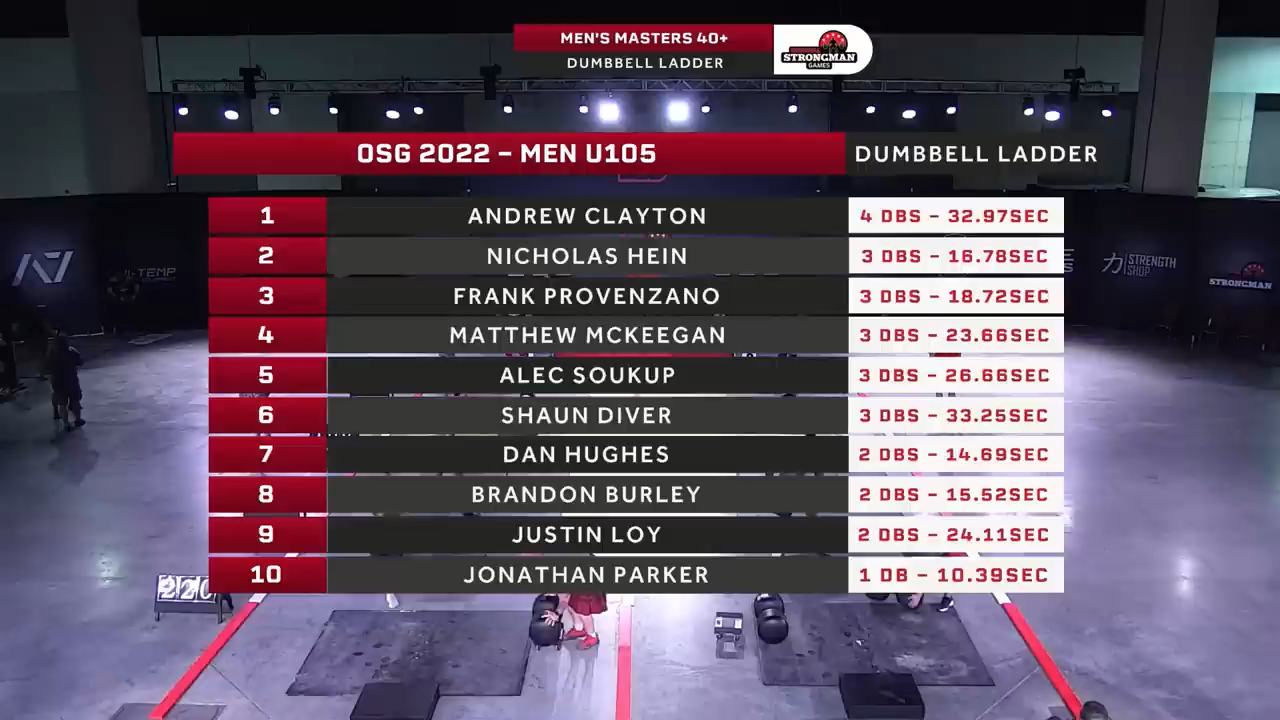 MEN'S MASTERS 40+
DUMBBELL LADDER
STRONGMAN
GAMES
OSG 2022 – MEN U105 DUMBBELL LADDER
1 ANDREW CLAYTON 4 DBS – 32.97SEC
2 NICHOLAS HEIN 3 DBS – 16.78SEC
3 FRANK PROVENZANO 3 DBS – 18.72SEC
4 MATTHEW MCKEEGAN 3 DBS – 23.66SEC
5 ALEC SOUKUP 3 DBS – 26.66SEC
6 SHAUN DIVER 3 DBS – 33.25SEC
7 DAN HUGHES 2 DBS – 14.69SEC
8 BRANDON BURLEY 2 DBS – 15.52SEC
9 JUSTIN LOY 2 DBS – 24.11SEC
10 JONATHAN PARKER 1 DB – 10.39SEC
STRENGTH
SHOP
STRONGMAN
220